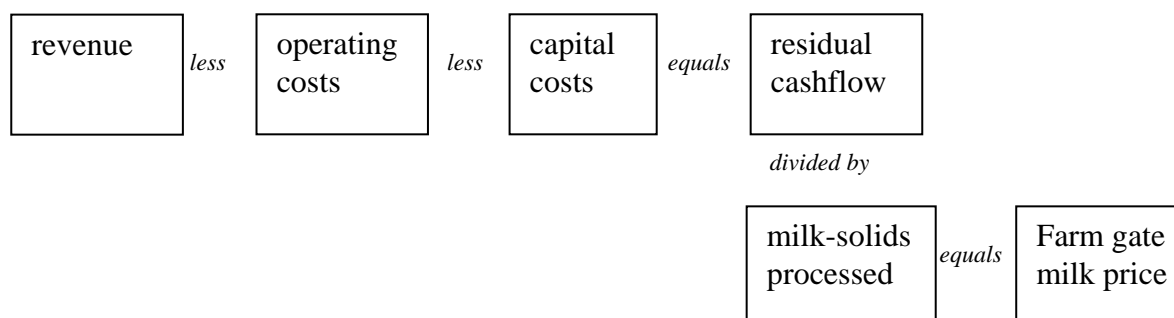 revenue
less
operating
costs
less
capital
costs
equals
residual
cashflow
divided by
milk-solids
processed
equals
Farm gate
milk price